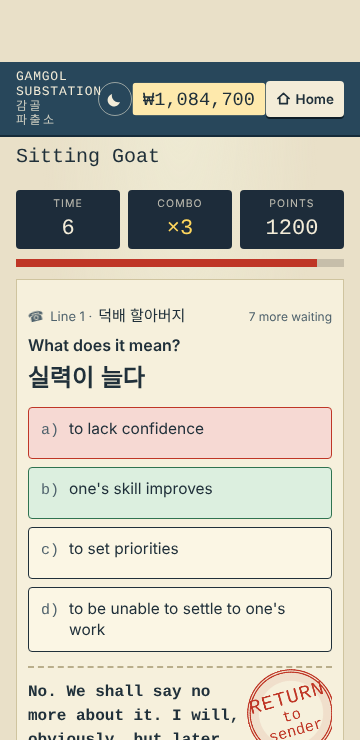 GAMGOL
SUBSTATION
감골
파출소
₩1,084,700
Home
Sitting Goat
TIME
6
COMBO
×3
POINTS
1200
☎ Line 1 · 덕배 할아버지
7 more waiting
What does it mean?
실력이 늘다
a) to lack confidence
b) one's skill improves
c) to set priorities
d) to be unable to settle to one's
work
No. We shall say no
more about it. I will,
obviously, but later
RETURN
to
sender